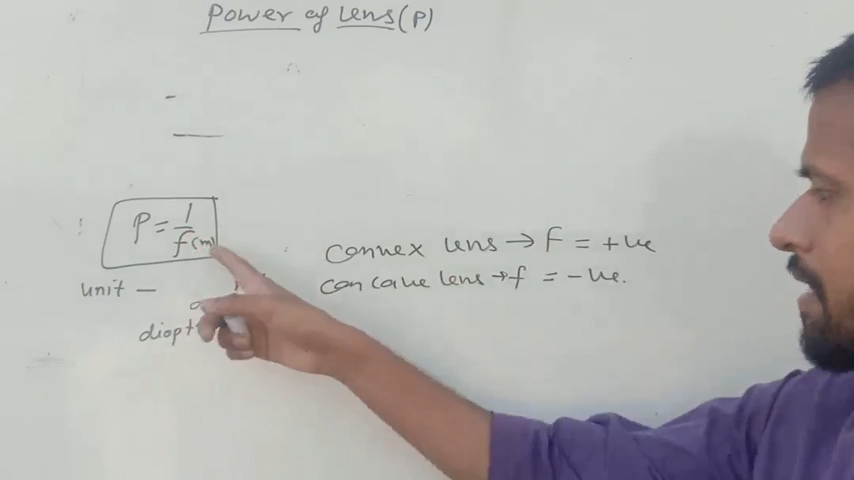 Power of Lens (P)
P = 1/f(m)
Convex lens → F = +ve
Concave lens → f = -ve.
unit —